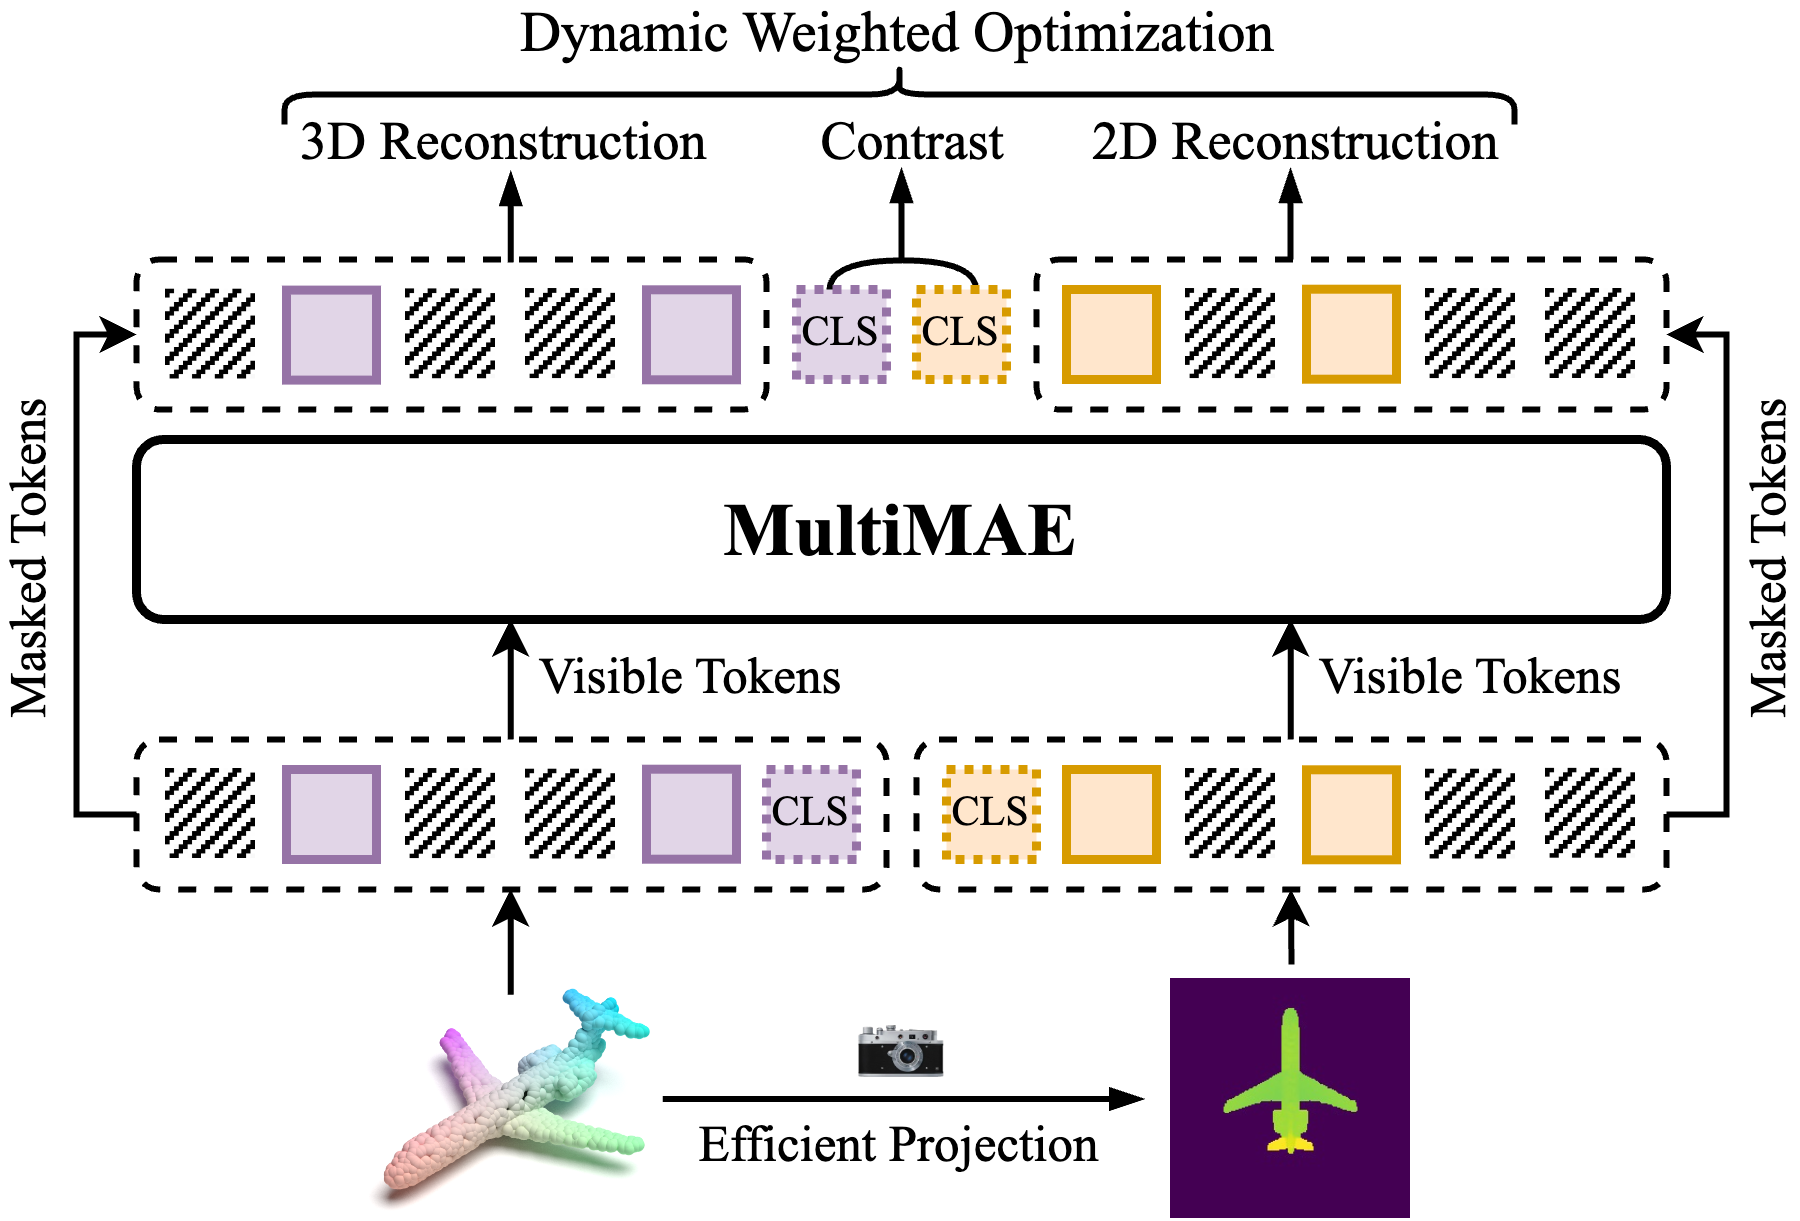 Dynamic Weighted Optimization
3D Reconstruction
Contrast
2D Reconstruction
CLS
CLS
Masked Tokens
MultiMAE
Masked Tokens
Visible Tokens
Visible Tokens
CLS
CLS
Efficient Projection